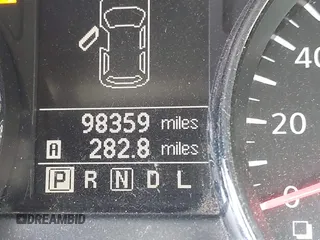 98359 miles
A 282.8 miles
P R N D L
40
20
0
DREAMBID